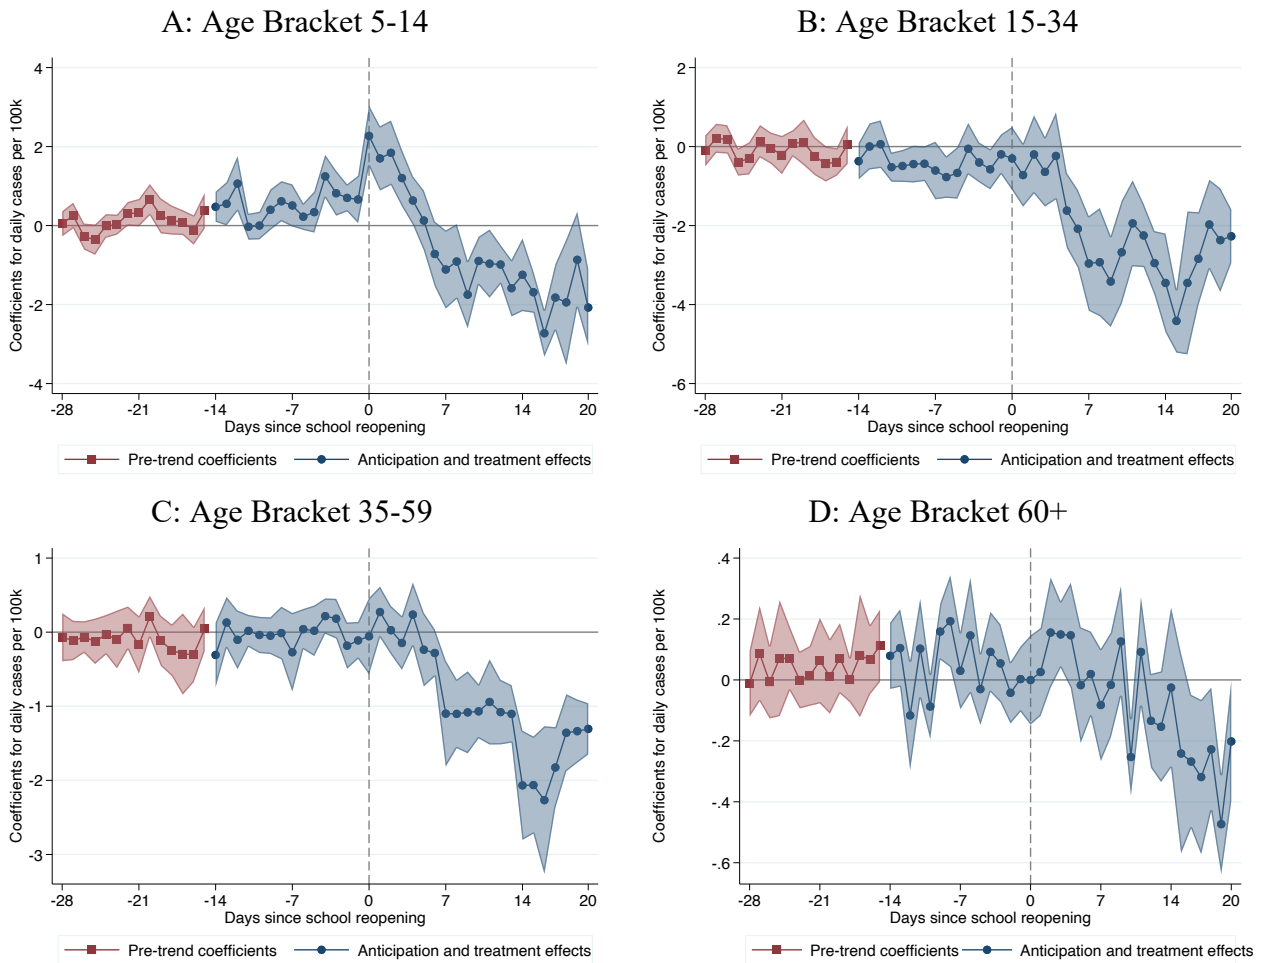 A: Age Bracket 5-14
Coefficients for daily cases per 100k
4
2
0
-2
-4
-28 -21 -14 -7 0 7 14 20
Days since school reopening
Pre-trend coefficients Anticipation and treatment effects
B: Age Bracket 15-34
Coefficients for daily cases per 100k
2
0
-2
-4
-6
-28 -21 -14 -7 0 7 14 20
Days since school reopening
Pre-trend coefficients Anticipation and treatment effects
C: Age Bracket 35-59
Coefficients for daily cases per 100k
1
0
-1
-2
-3
-28 -21 -14 -7 0 7 14 20
Days since school reopening
Pre-trend coefficients Anticipation and treatment effects
D: Age Bracket 60+
Coefficients for daily cases per 100k
.4
.2
0
-.2
-.4
-.6
-28 -21 -14 -7 0 7 14 20
Days since school reopening
Pre-trend coefficients Anticipation and treatment effects